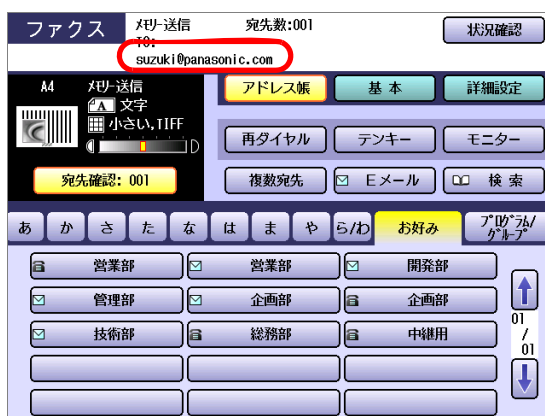 ファクス
ﾒﾓﾘｰ送信 宛先数:001
TO:
suzuki@panasonic.com
状況確認
A4 ﾒﾓﾘｰ送信
A 文字
小さい,TIFF
宛先確認: 001
アドレス帳 基 本 詳細設定
再ダイヤル テンキー モニター
複数宛先 Eメール 検 索
あ か さ た な は ま や ら/わ お好み ﾌﾟﾛｸﾞﾗﾑ/
ｸﾞﾙｰﾌﾟ
営業部 営業部 開発部
管理部 企画部 企画部
技術部 総務部 中継用
01
/
01